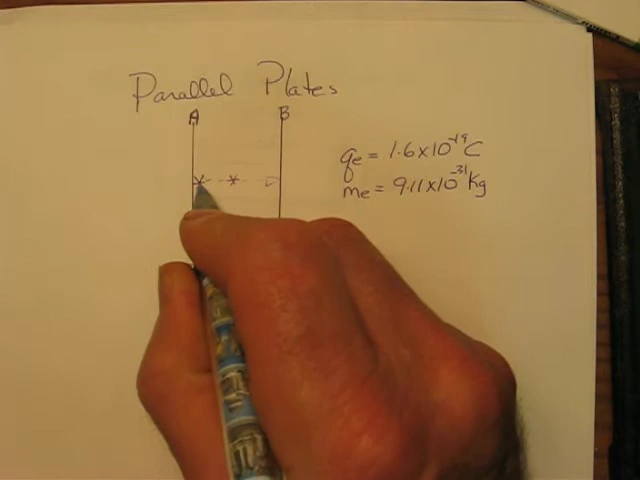 Parallel Plates
A B
qe = 1.6x10⁻¹⁹ C
me = 9.11x10⁻³¹ Kg